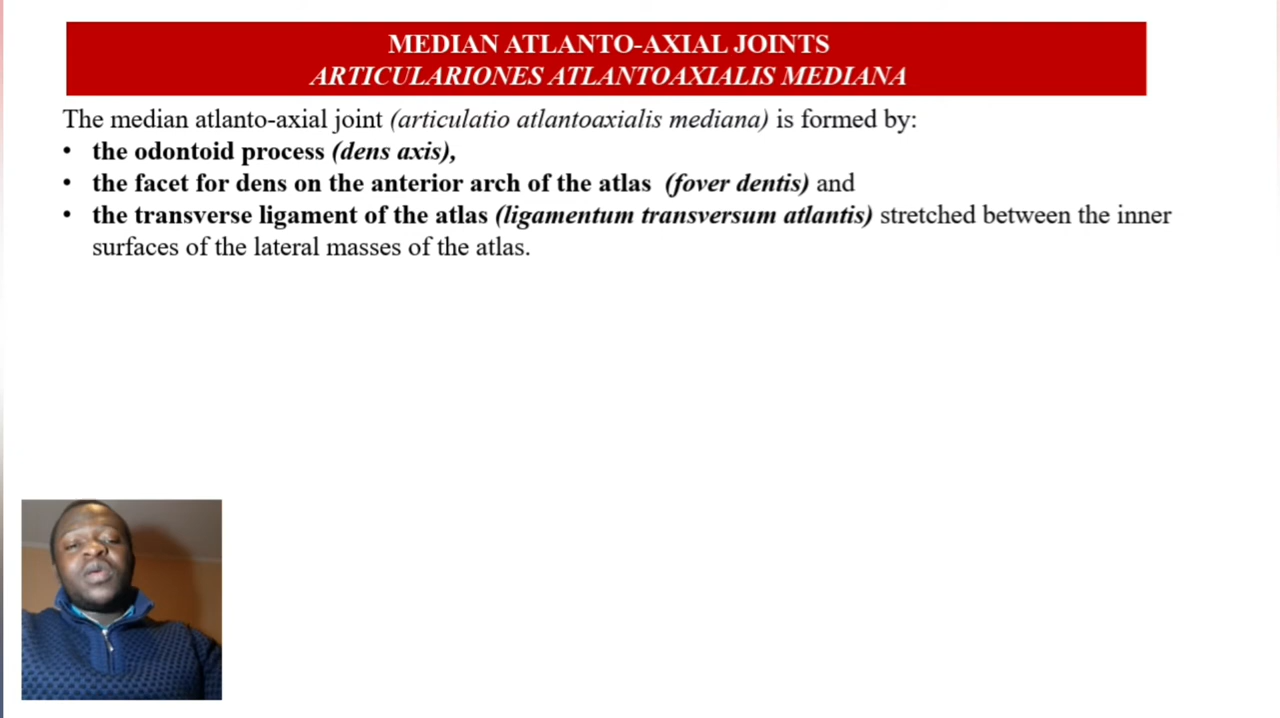 MEDIAN ATLANTO-AXIAL JOINTS
ARTICULARIONES ATLANTOAXIALIS MEDIANA
The median atlanto-axial joint (articulatio atlantoaxialis mediana) is formed by:
• the odontoid process (dens axis),
• the facet for dens on the anterior arch of the atlas (fover dentis) and
• the transverse ligament of the atlas (ligamentum transversum atlantis) stretched between the inner
surfaces of the lateral masses of the atlas.